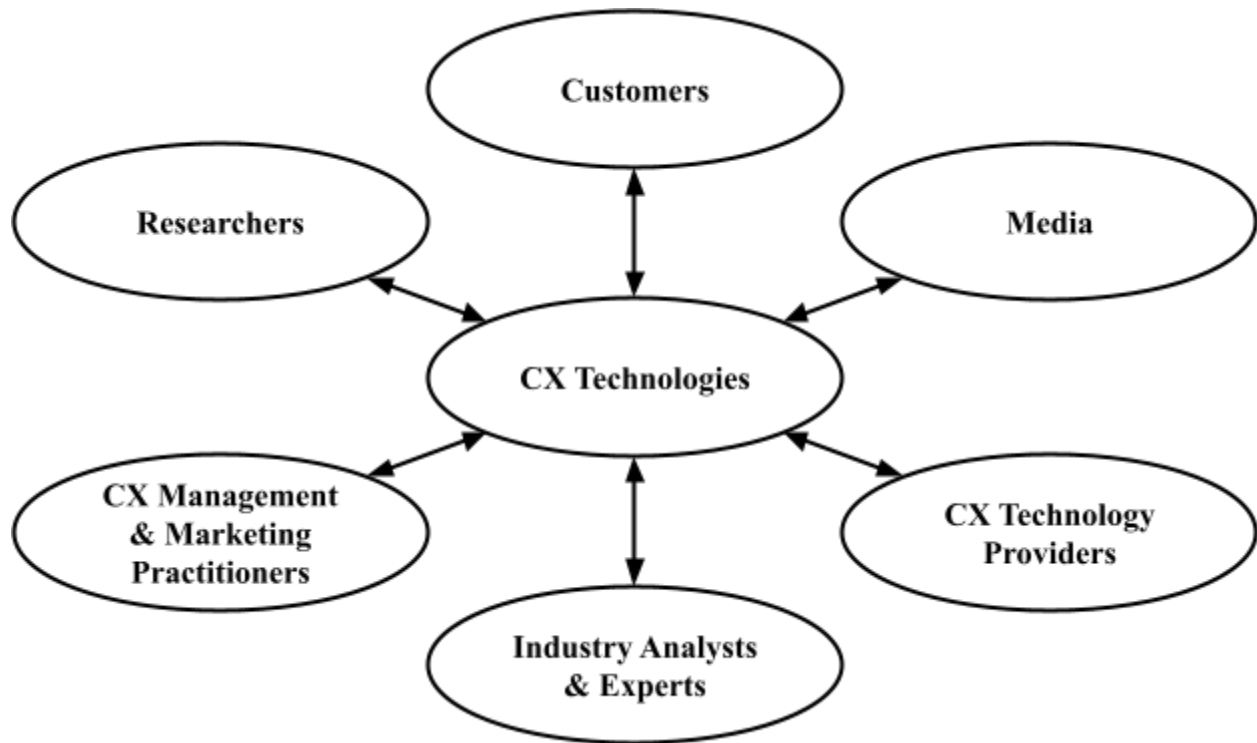 Customers
Researchers
Media
CX Technologies
CX Management
& Marketing
Practitioners
CX Technology
Providers
Industry Analysts
& Experts